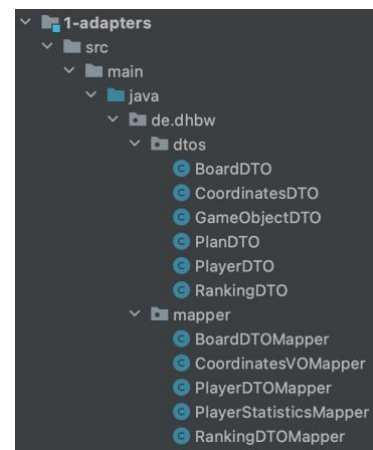 1-adapters
src
main
java
de.dhbw
dtos
BoardDTO
CoordinatesDTO
GameObjectDTO
PlanDTO
PlayerDTO
RankingDTO
mapper
BoardDTOMapper
CoordinatesVOMapper
PlayerDTOMapper
PlayerStatisticsMapper
RankingDTOMapper